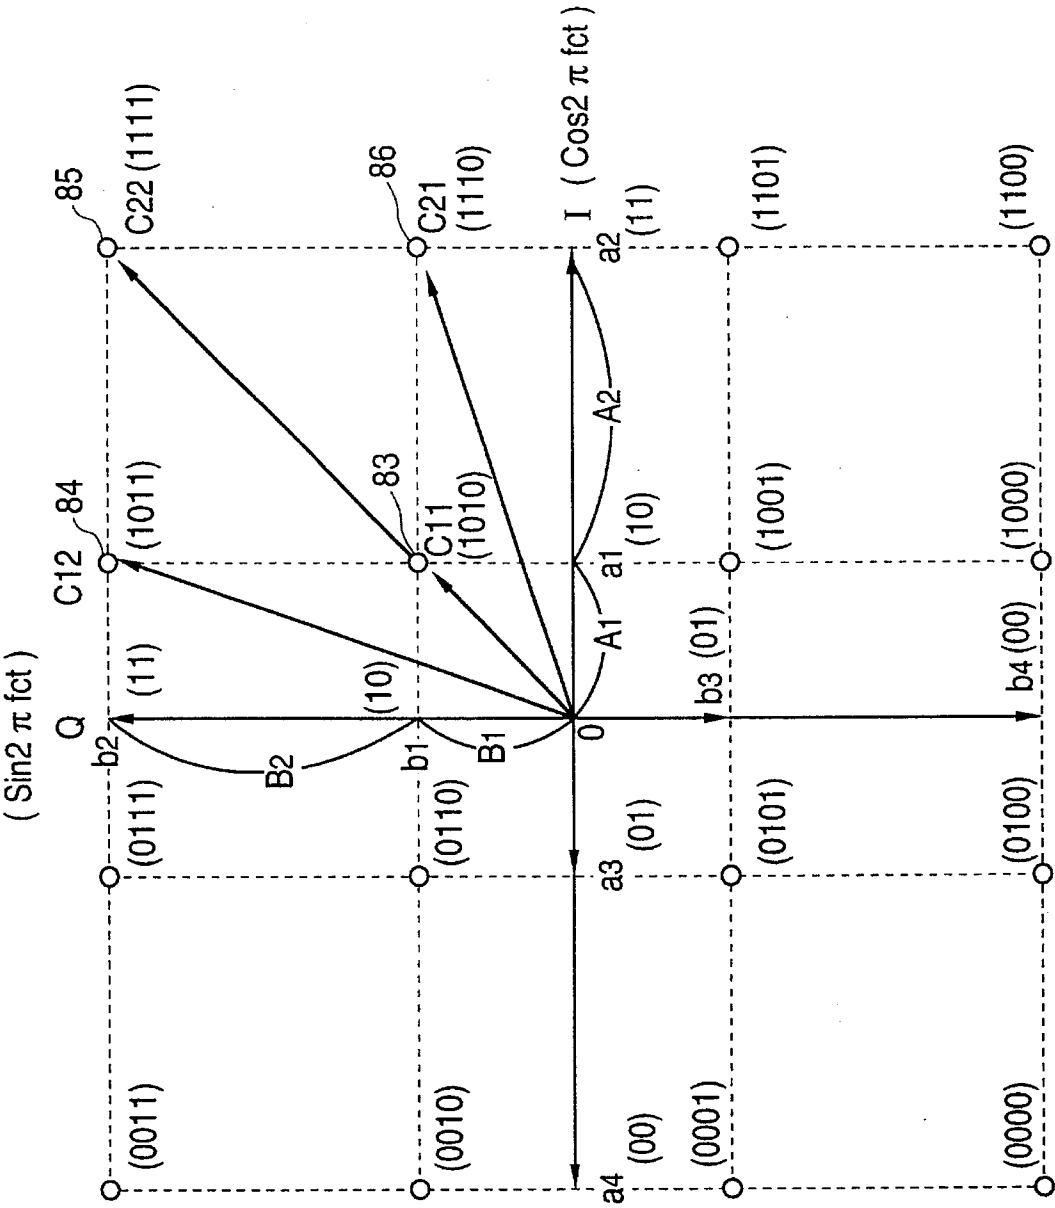 ( Sin2 π fct )
Q
C12
84
85
b2
(0011)
(0111)
(11)
(1011)
C22 (1111)
B2
83
86
b1
(10)
C11
(1010)
C21
(1110)
(0010)
(0110)
B1
I ( Cos2 π fct )
0
A1
A2
a4
(00)
a3
(01)
a1
(10)
a2
(11)
b3 (01)
(0001)
(0101)
(1001)
(1101)
b4 (00)
(0000)
(0100)
(1000)
(1100)